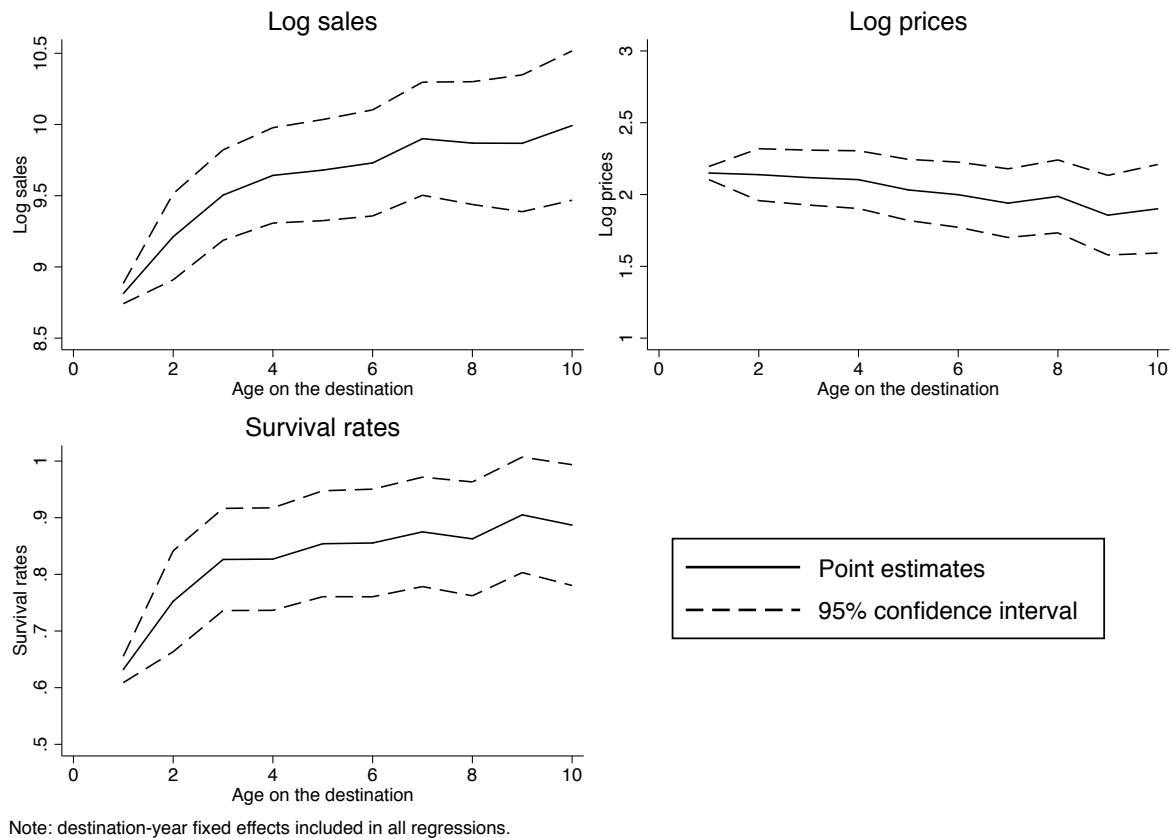 Log sales
Log sales
10.5
10
9.5
9
8.5
0 2 4 6 8 10
Age on the destination
Log prices
Log prices
3
2.5
2
1.5
1
0 2 4 6 8 10
Age on the destination
Survival rates
Survival rates
1
.9
.8
.7
.6
.5
0 2 4 6 8 10
Age on the destination
Point estimates
95% confidence interval
Note: destination-year fixed effects included in all regressions.